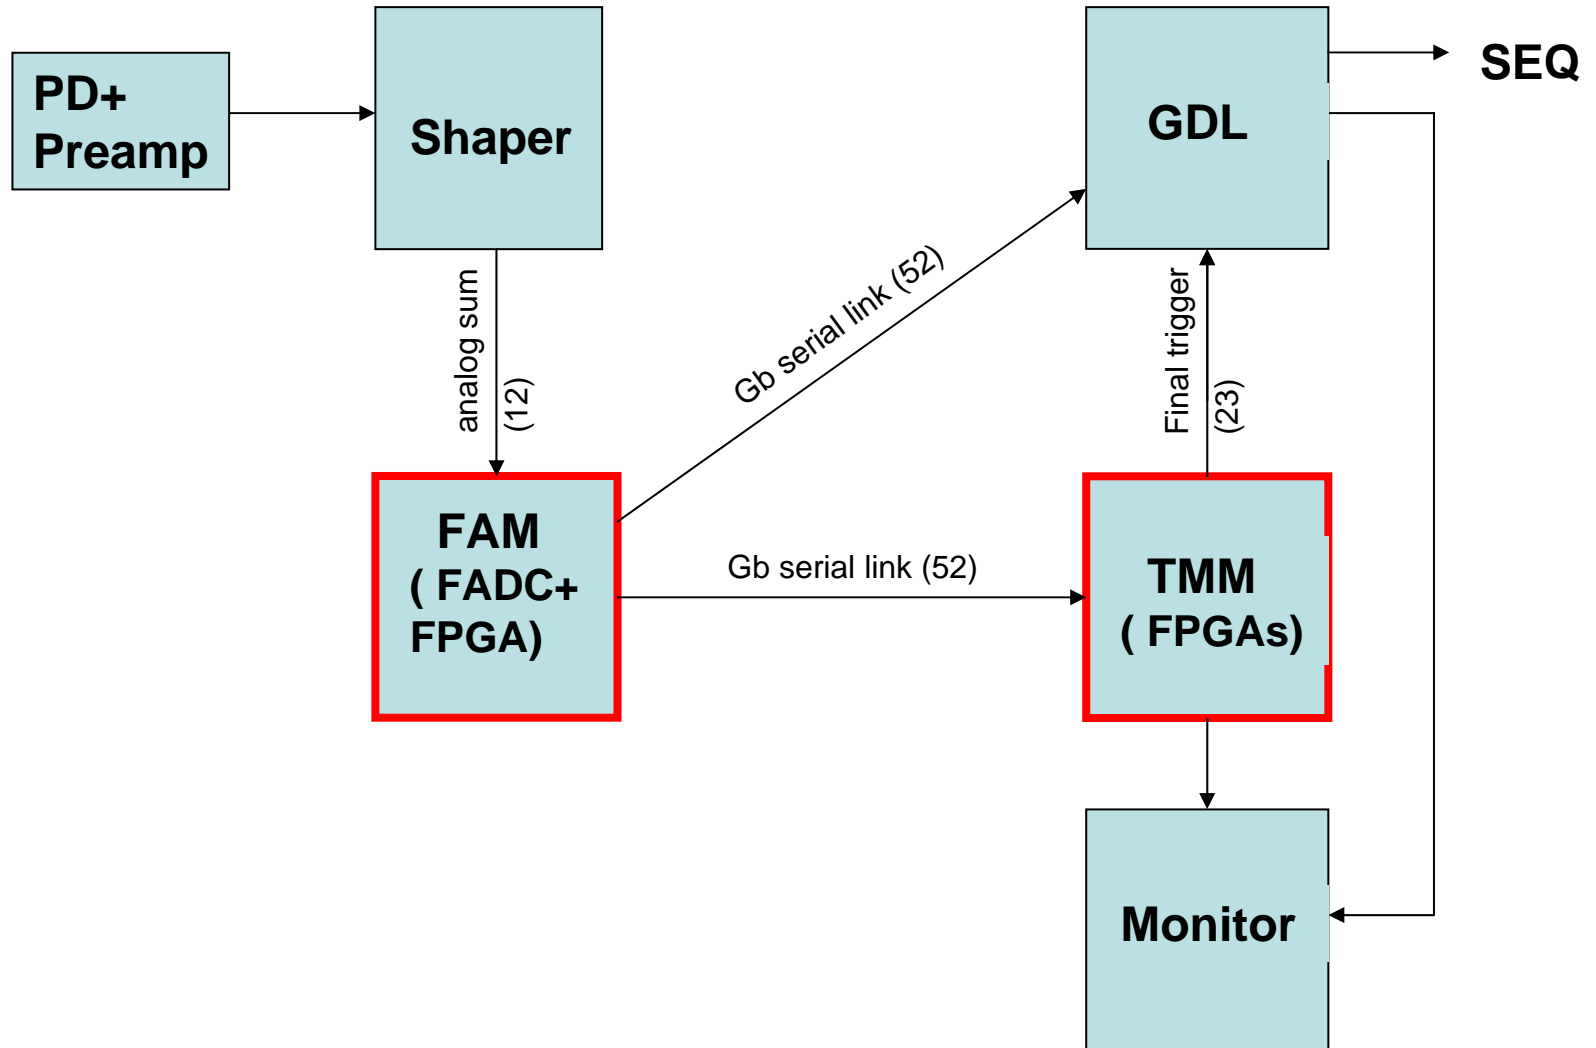 PD+
Preamp
Shaper
GDL
SEQ
analog sum
(12)
Gb serial link (52)
Final trigger
(23)
FAM
( FADC+
FPGA)
Gb serial link (52)
TMM
( FPGAs)
Monitor